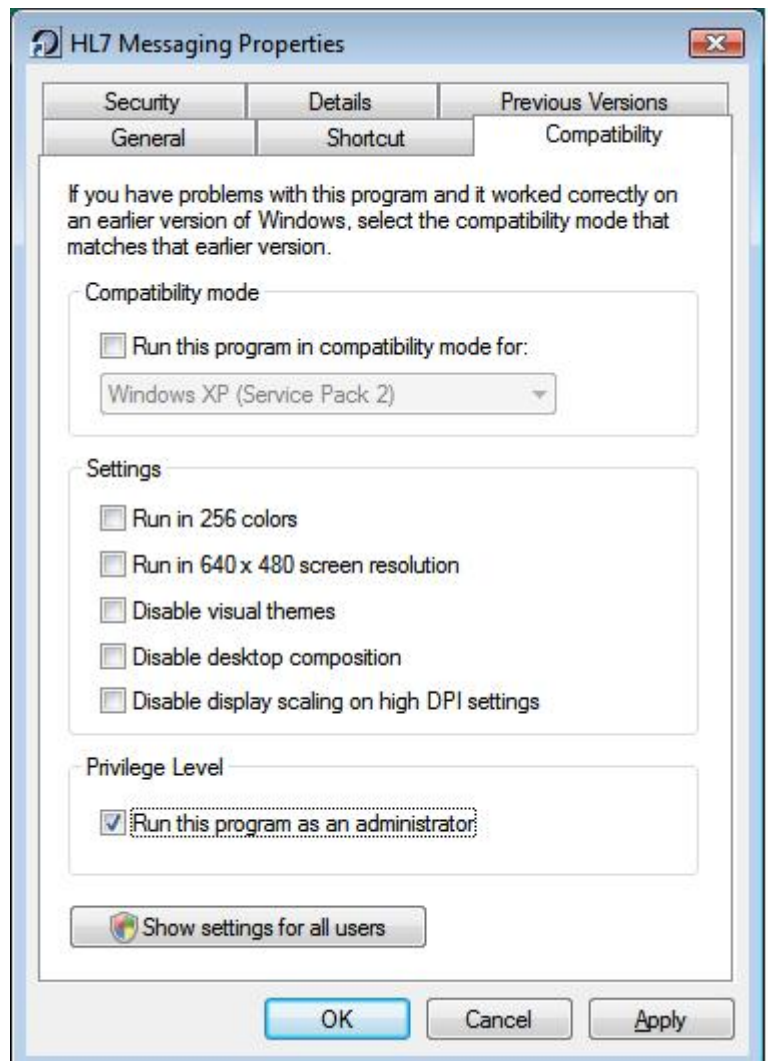 HL7 Messaging Properties
Security Details Previous Versions
General Shortcut Compatibility
If you have problems with this program and it worked correctly on
an earlier version of Windows, select the compatibility mode that
matches that earlier version.
Compatibility mode
Run this program in compatibility mode for:
Windows XP (Service Pack 2)
Settings
Run in 256 colors
Run in 640 x 480 screen resolution
Disable visual themes
Disable desktop composition
Disable display scaling on high DPI settings
Privilege Level
Run this program as an administrator
Show settings for all users
OK Cancel Apply